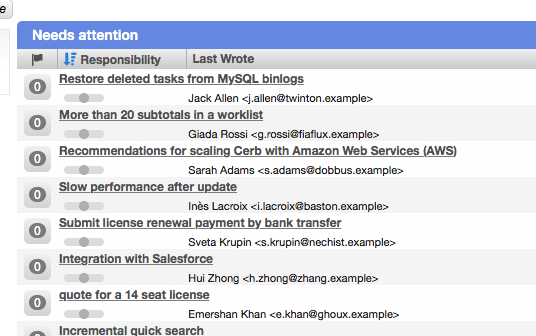 e
Needs attention
Responsibility Last Wrote
0 Restore deleted tasks from MySQL binlogs
Jack Allen <j.allen@twinton.example>
0 More than 20 subtotals in a worklist
Giada Rossi <g.rossi@fiaflux.example>
0 Recommendations for scaling Cerb with Amazon Web Services (AWS)
Sarah Adams <s.adams@dobbus.example>
0 Slow performance after update
Inès Lacroix <i.lacroix@baston.example>
0 Submit license renewal payment by bank transfer
Sveta Krupin <s.krupin@nechist.example>
0 Integration with Salesforce
Hui Zhong <h.zhong@zhang.example>
0 quote for a 14 seat license
Emershan Khan <e.khan@ghoux.example>
Incremental quick search